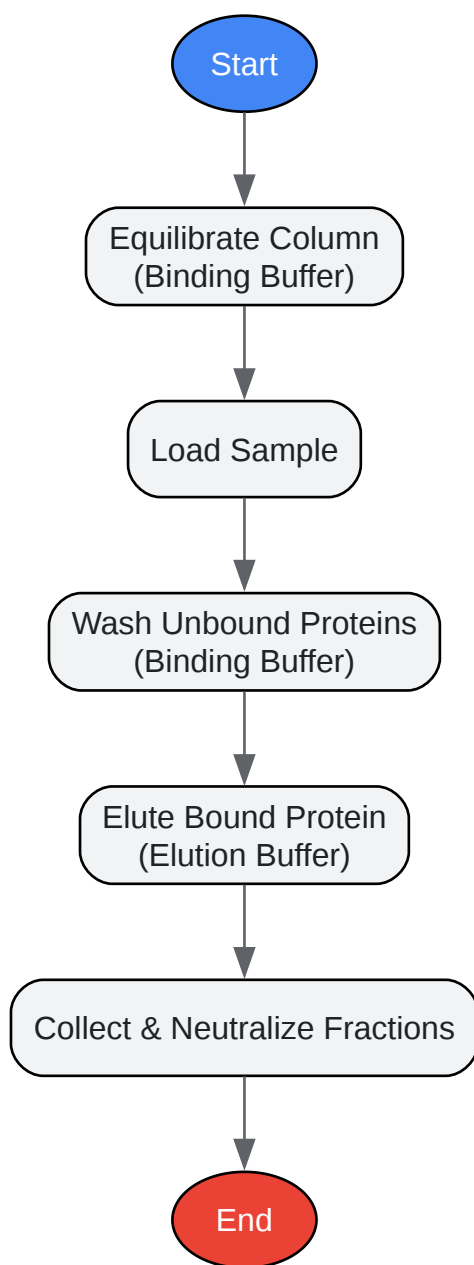 Start
Equilibrate Column
(Binding Buffer)
Load Sample
Wash Unbound Proteins
(Binding Buffer)
Elute Bound Protein
(Elution Buffer)
Collect & Neutralize Fractions
End